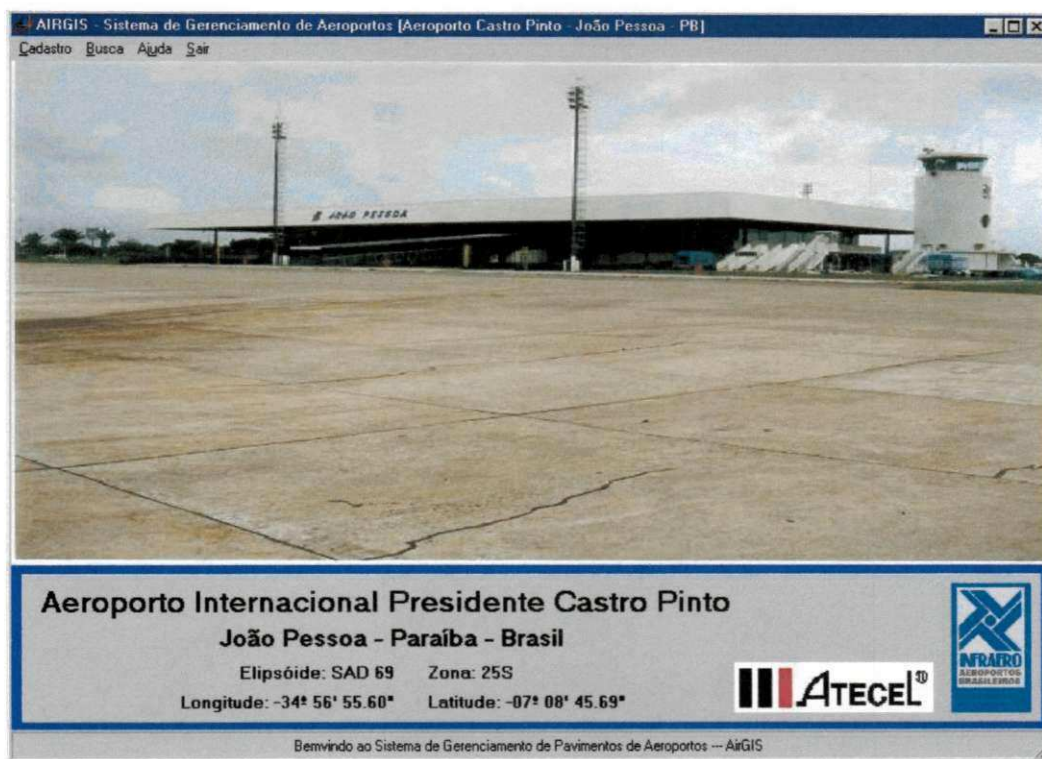 AIRGIS - Sistema de Gerenciamento de Aeroportos [Aeroporto Castro Pinto - João Pessoa - PB]
Cadastro Busca Ajuda Sair
JOÃO PESSOA
Aeroporto Internacional Presidente Castro Pinto
João Pessoa - Paraíba - Brasil
Elipsóide: SAD 69 Zona: 25S
Longitude: -34º 56' 55.60" Latitude: -07º 08' 45.69"
ATECEL®
INFRAERO
AEROPORTOS
BRASILEIROS
Bemvindo ao Sistema de Gerenciamento de Pavimentos de Aeroportos --- AirGIS